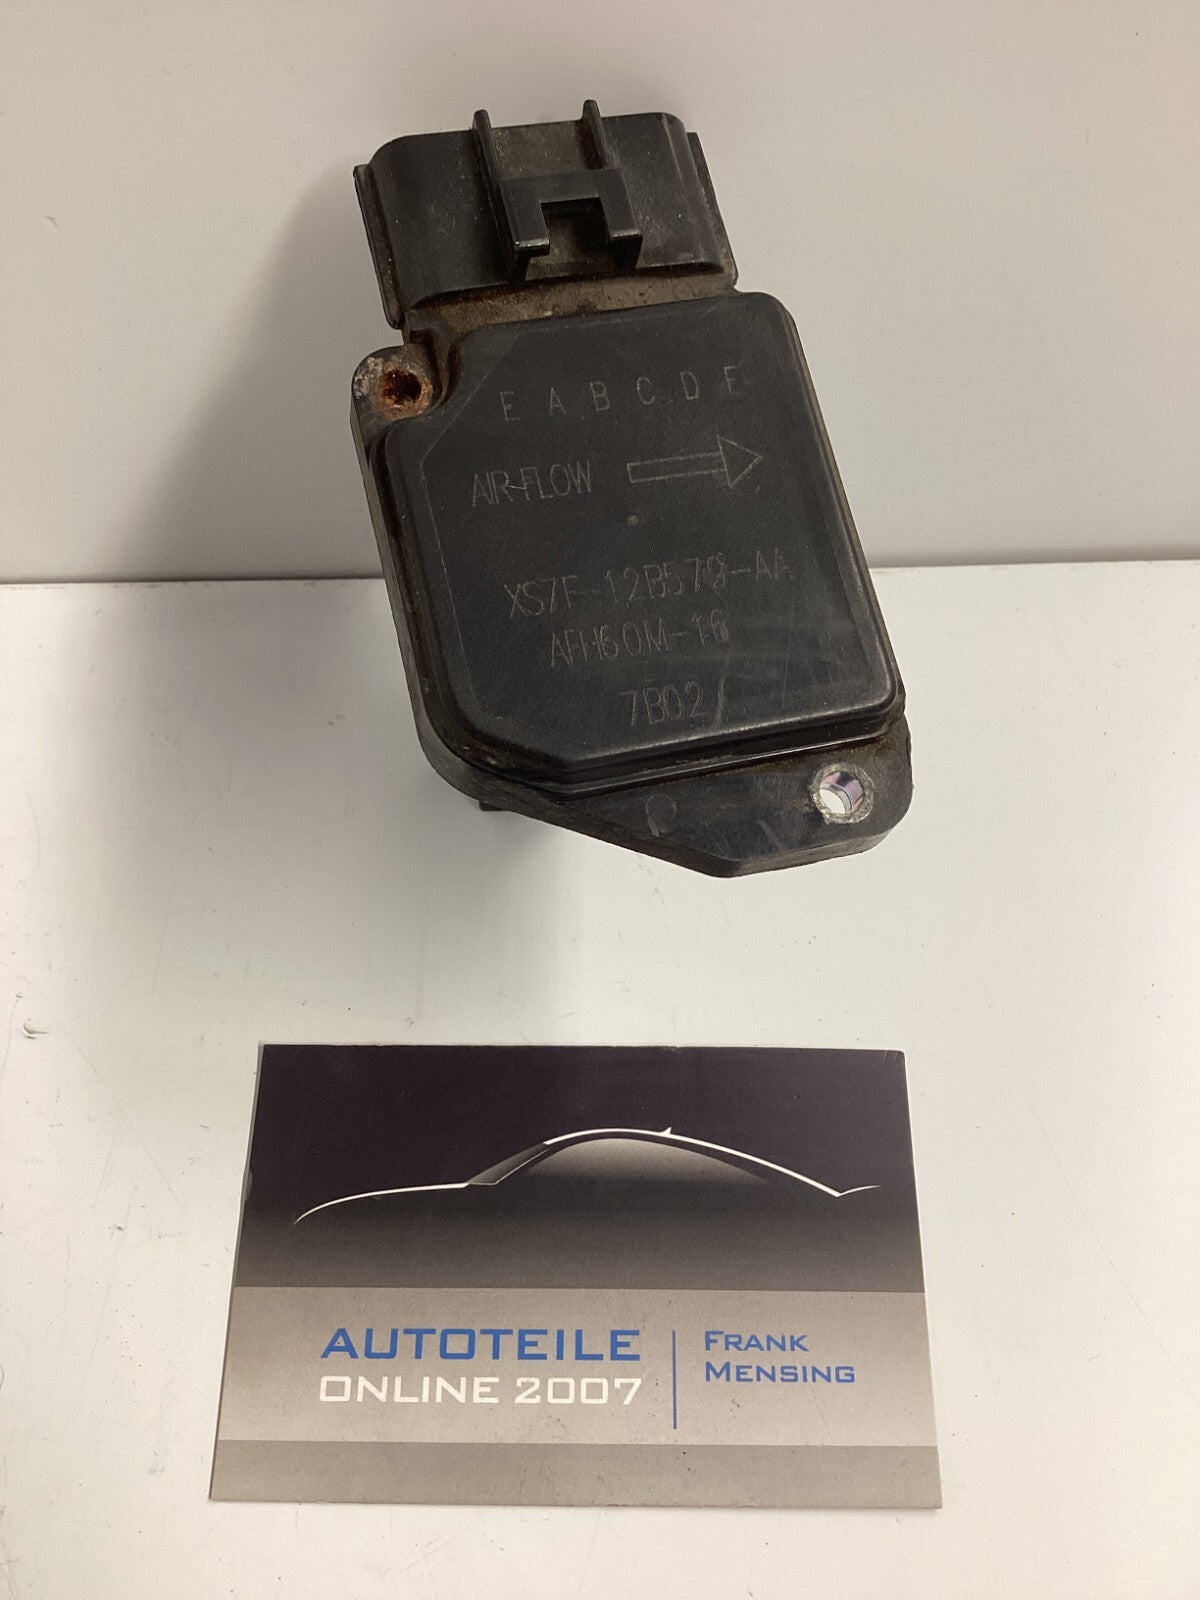 E A B C D E
AIR-FLOW
XS7F-12B579-AA
AFH60M-16
7B02
AUTOTEILE
ONLINE 2007
FRANK
MENSING